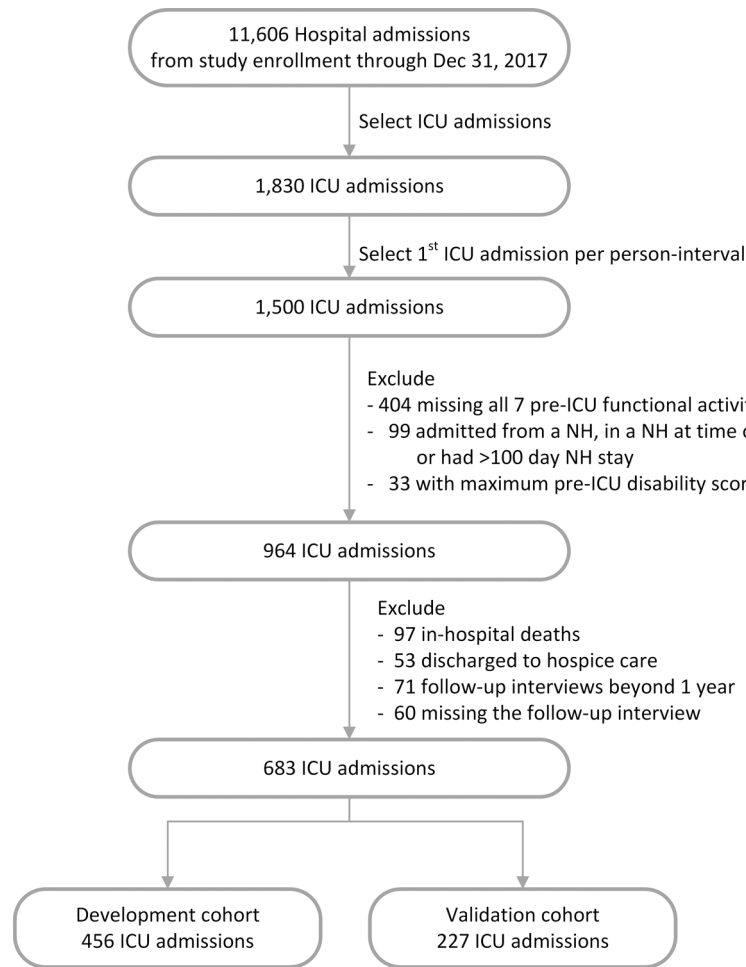 11,606 Hospital admissions
from study enrollment through Dec 31, 2017
Select ICU admissions
1,830 ICU admissions
Select 1st ICU admission per person-interval
1,500 ICU admissions
Exclude
- 404 missing all 7 pre-ICU functional
- 99 admitted from a NH, in a NH at time
or had >100 day NH stay
- 33 with maximum pre-ICU disability
964 ICU admissions
Exclude
- 97 in-hospital deaths
- 53 discharged to hospice care
- 71 follow-up interviews beyond 1 year
- 60 missing the follow-up interview
683 ICU admissions
Development cohort
456 ICU admissions
Validation cohort
227 ICU admissions